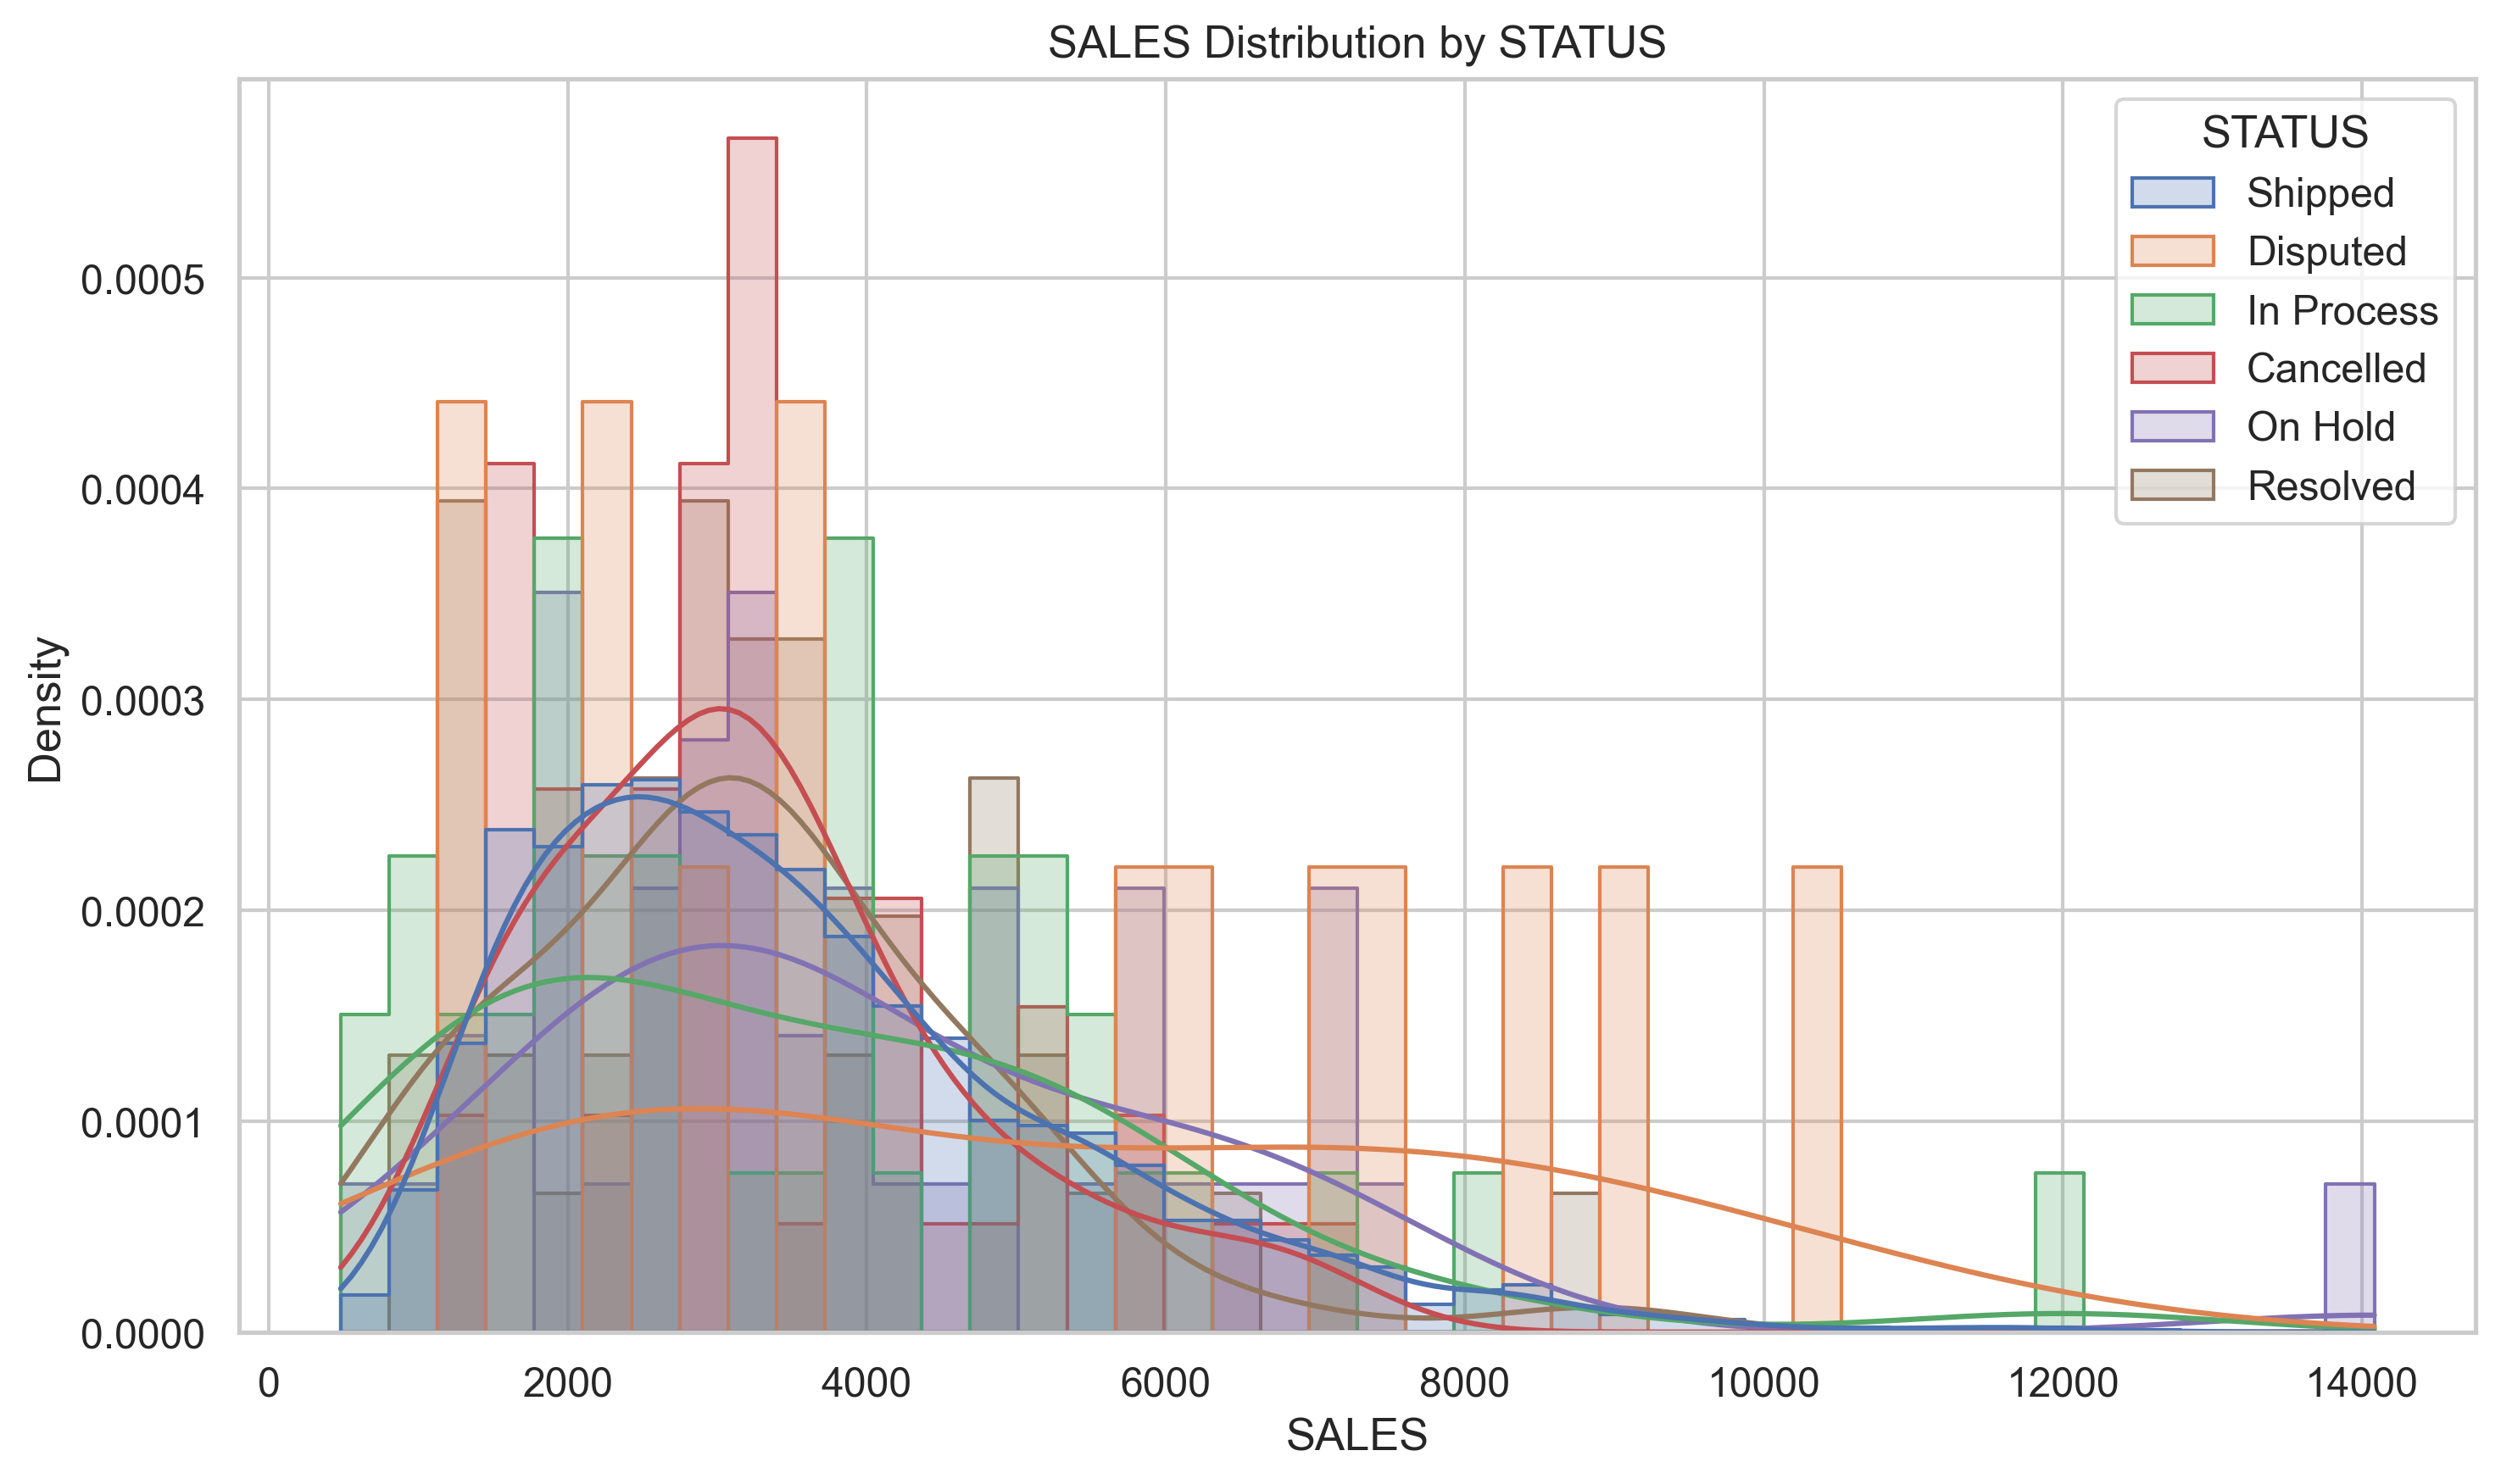 SALES Distribution by STATUS
STATUS
Shipped
Disputed
In Process
Cancelled
On Hold
Resolved
Density
0.0005
0.0004
0.0003
0.0002
0.0001
0.0000
0 2000 4000 6000 8000 10000 12000 14000
SALES